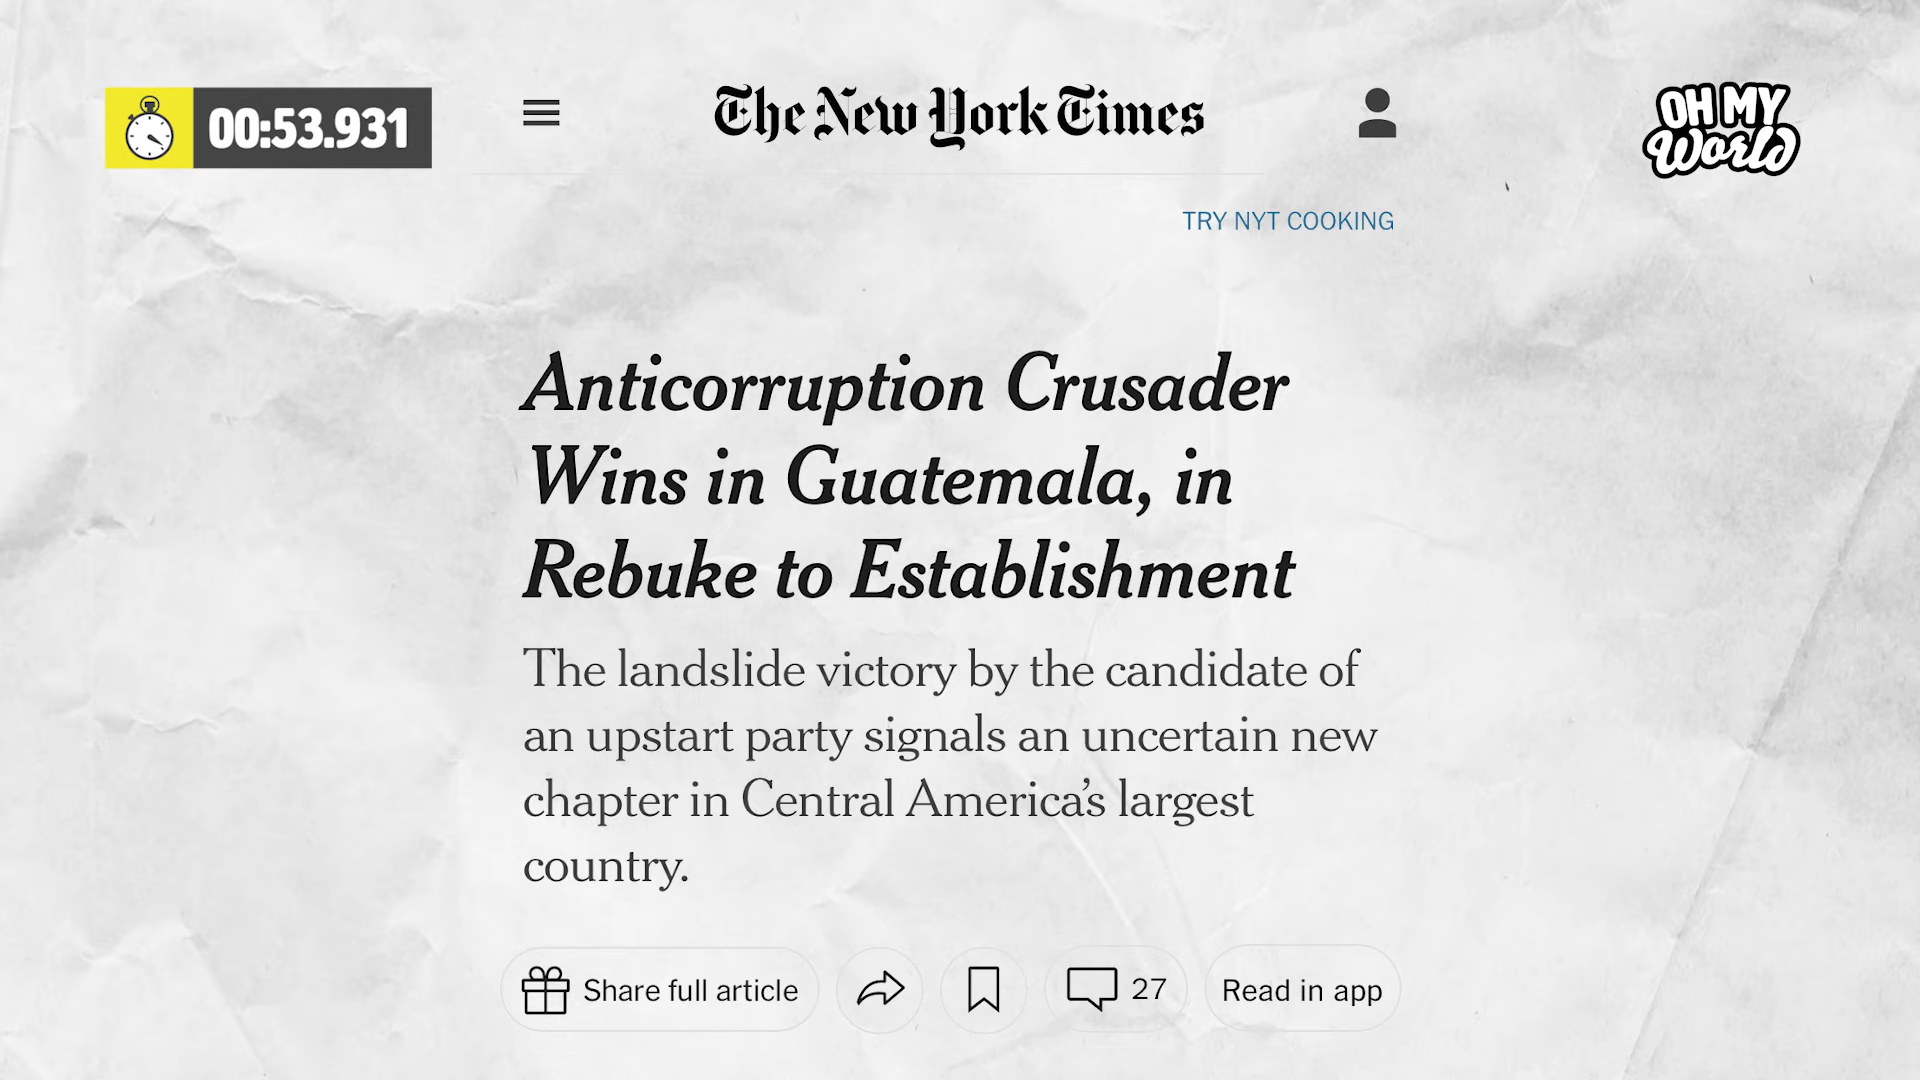 00:53.931
The New York Times
OH MY
World
TRY NYT COOKING
Anticorruption Crusader
Wins in Guatemala, in
Rebuke to Establishment
The landslide victory by the candidate of
an upstart party signals an uncertain new
chapter in Central America’s largest
country.
Share full article
27
Read in app